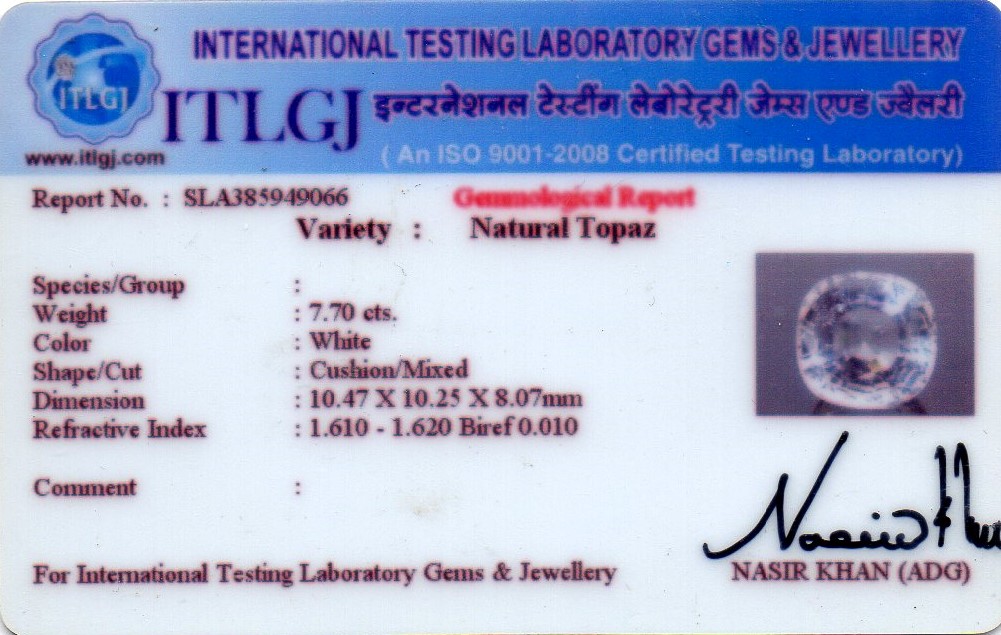 INTERNATIONAL TESTING LABORATORY GEMS & JEWELLERY
ITLGJ
ITLGJ इन्टरनेशनल टेस्टींग लेबोरेट्ररी जेम्स एण्ड ज्वैलरी
www.itlgj.com
( An ISO 9001-2008 Certified Testing Laboratory)
Report No. : SLA385949066
Gemmological Report
Variety : Natural Topaz
Species/Group :
Weight : 7.70 cts.
Color : White
Shape/Cut : Cushion/Mixed
Dimension : 10.47 X 10.25 X 8.07mm
Refractive Index : 1.610 - 1.620 Biref 0.010
Comment :
Nasir Khan
For International Testing Laboratory Gems & Jewellery
NASIR KHAN (ADG)